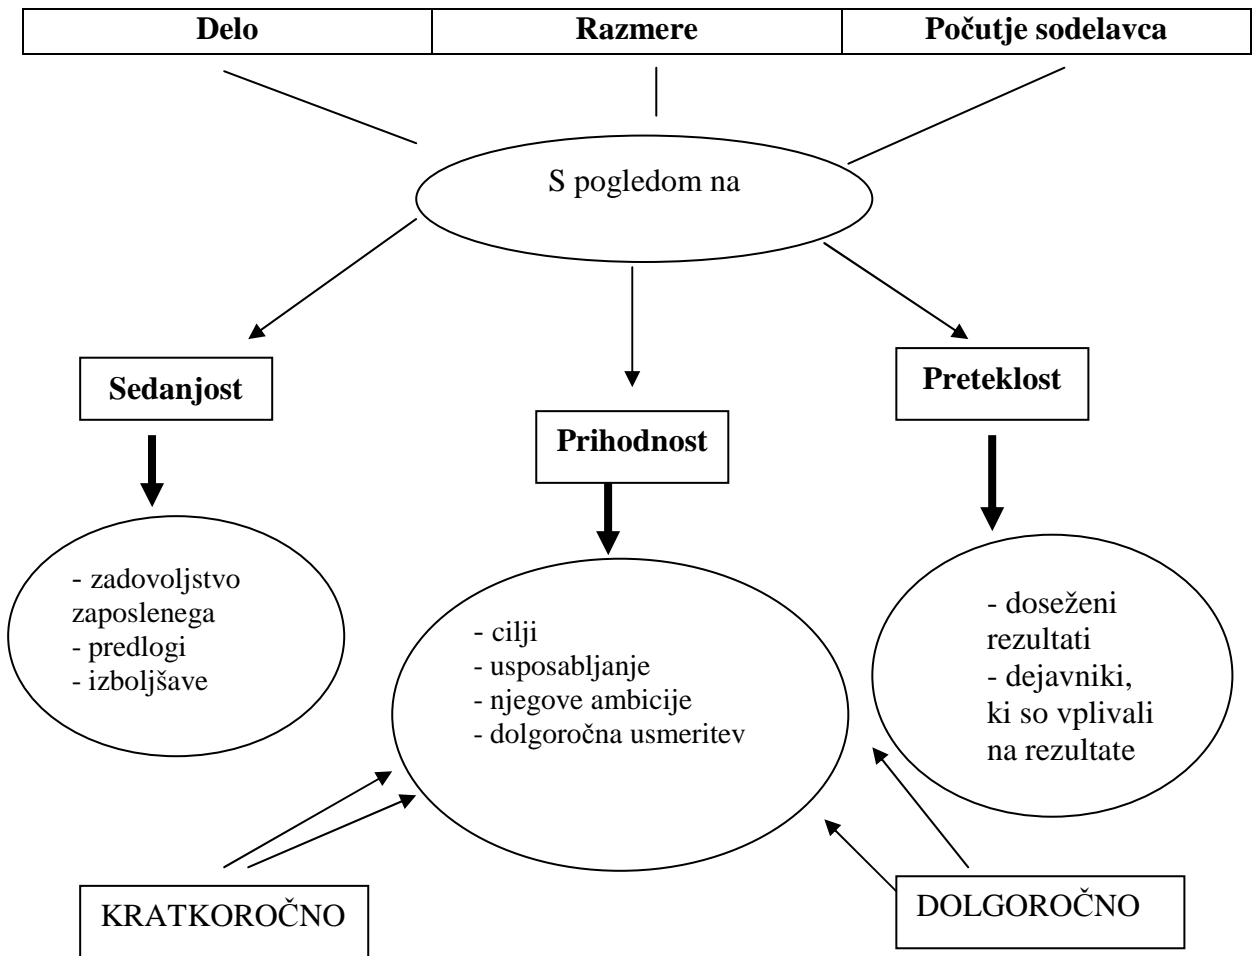 Delo Razmere Počutje sodelavca
S pogledom na
Sedanjost
Prihodnost
Preteklost
- zadovoljstvo
zaposlenega
- predlogi
- izboljšave
- cilji
- usposabljanje
- njegove ambicije
- dolgoročna usmeritev
- doseženi
rezultati
- dejavniki,
ki so vplivali
na rezultate
KRATKOROČNO
DOLGOROČNO